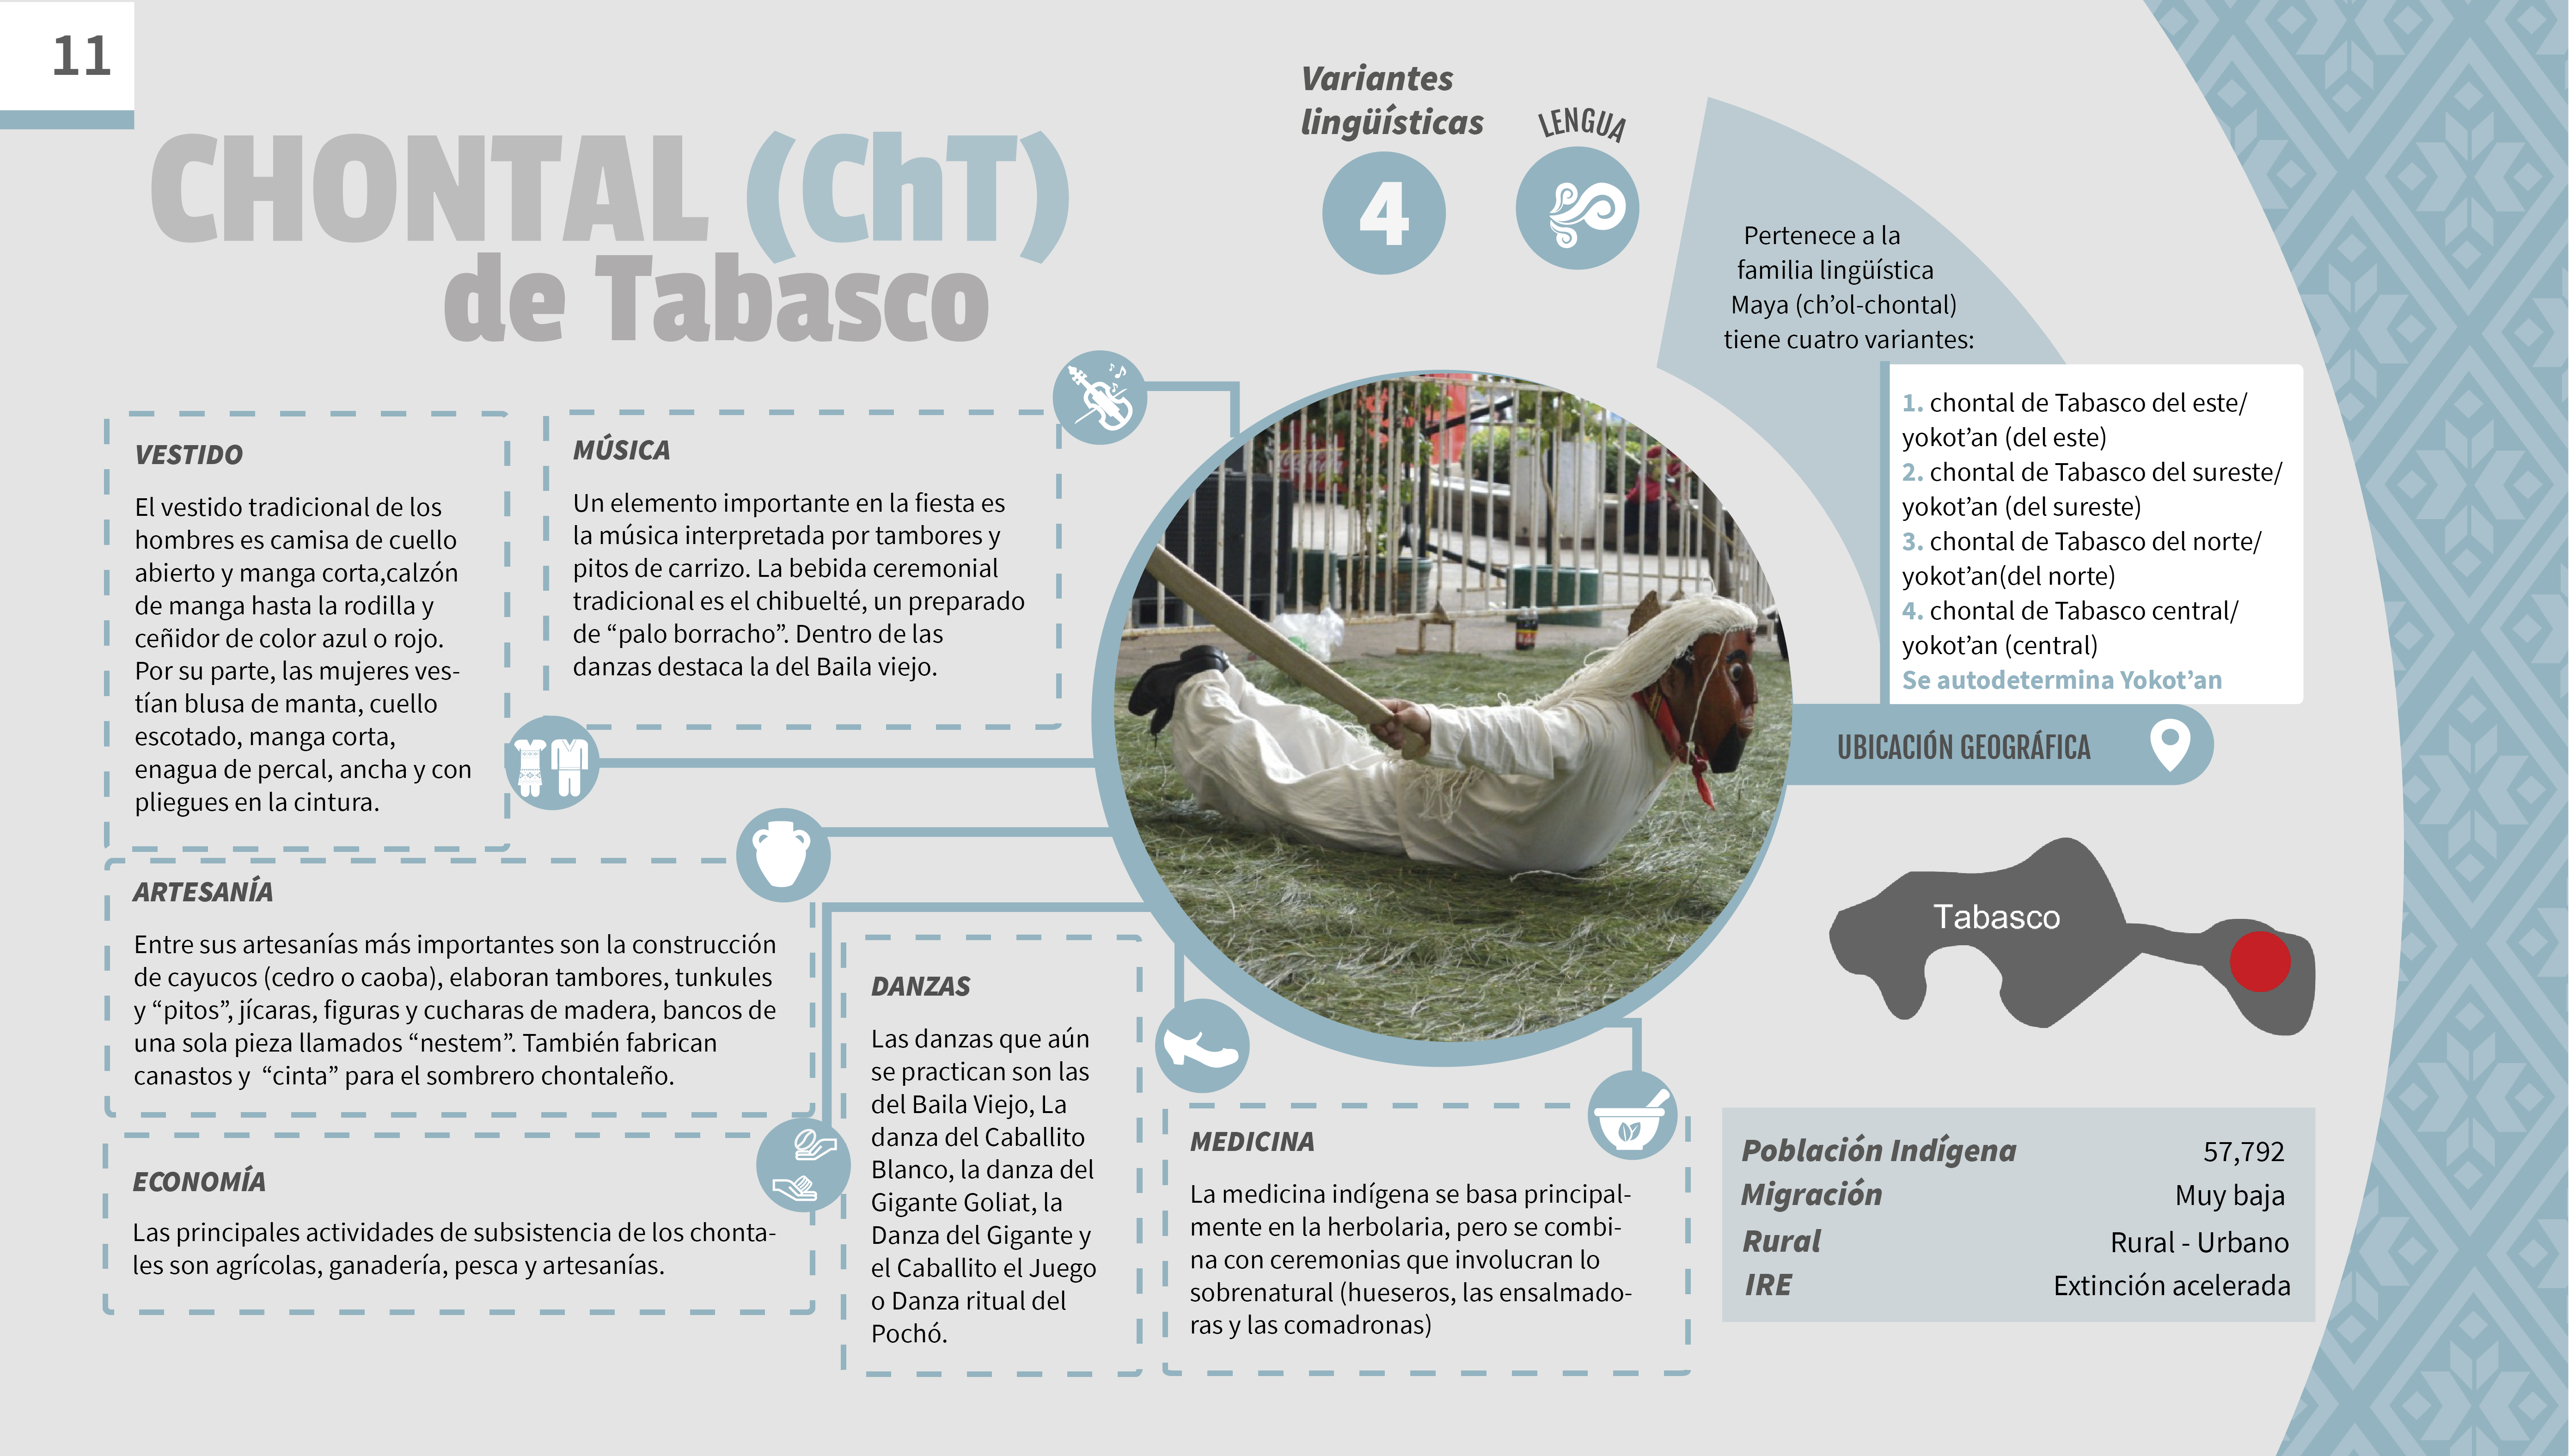 11
CHONTAL (ChT)
de Tabasco
Variantes
lingüísticas
4
LENGUA
Pertenece a la
familia lingüística
Maya (ch’ol-chontal)
tiene cuatro variantes:
1. chontal de Tabasco del este/
yokot’an (del este)
2. chontal de Tabasco del sureste/
yokot’an (del sureste)
3. chontal de Tabasco del norte/
yokot’an(del norte)
4. chontal de Tabasco central/
yokot’an (central)
Se autodetermina Yokot’an
VESTIDO
El vestido tradicional de los
hombres es camisa de cuello
abierto y manga corta,calzón
de manga hasta la rodilla y
ceñidor de color azul o rojo.
Por su parte, las mujeres ves-
tían blusa de manta, cuello
escotado, manga corta,
enagua de percal, ancha y con
pliegues en la cintura.
MÚSICA
Un elemento importante en la fiesta es
la música interpretada por tambores y
pitos de carrizo. La bebida ceremonial
tradicional es el chibuelté, un preparado
de “palo borracho”. Dentro de las
danzas destaca la del Baila viejo.
UBICACIÓN GEOGRÁFICA
Tabasco
ARTESANÍA
Entre sus artesanías más importantes son la construcción
de cayucos (cedro o caoba), elaboran tambores, tunkules
y “pitos”, jícaras, figuras y cucharas de madera, bancos de
una sola pieza llamados “nestem”. También fabrican
canastos y “cinta” para el sombrero chontaleño.
ECONOMÍA
Las principales actividades de subsistencia de los chonta-
les son agrícolas, ganadería, pesca y artesanías.
DANZAS
Las danzas que aún
se practican son las
del Baila Viejo, La
danza del Caballito
Blanco, la danza del
Gigante Goliat, la
Danza del Gigante y
el Caballito el Juego
o Danza ritual del
Pochó.
MEDICINA
La medicina indígena se basa principal-
mente en la herbolaria, pero se combi-
na con ceremonias que involucran lo
sobrenatural (hueseros, las ensalmado-
ras y las comadronas)
Población Indígena 57,792
Migración Muy baja
Rural Rural - Urbano
IRE Extinción acelerada